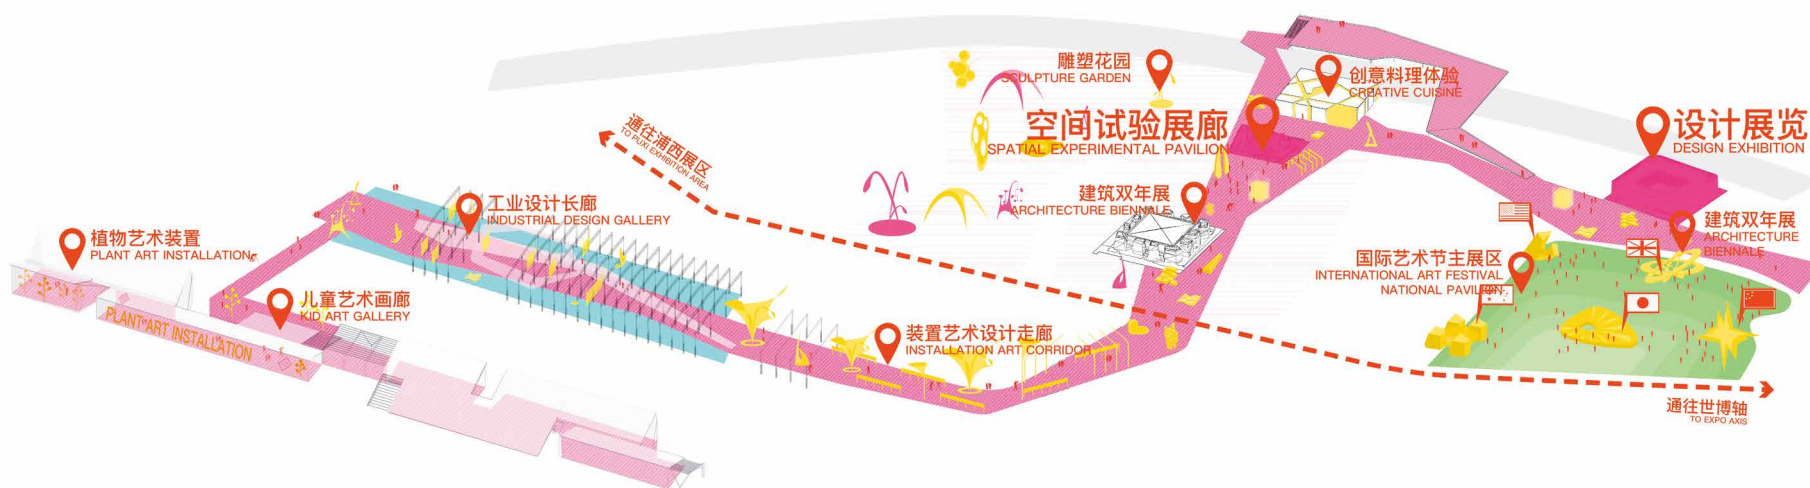 雕塑花园
SCULPTURE GARDEN
创意料理体验
CREATIVE CUISINE
空间试验展廊
SPATIAL EXPERIMENTAL PAVILION
设计展览
DESIGN EXHIBITION
通往浦西展区
TO PUXI EXHIBITION AREA
建筑双年展
ARCHITECTURE BIENNALE
工业设计长廊
INDUSTRIAL DESIGN GALLERY
建筑双年展
ARCHITECTURE
BIENNALE
植物艺术装置
PLANT ART INSTALLATION
国际艺术节主展区
INTERNATIONAL ART FESTIVAL
NATIONAL PAVILION
儿童艺术画廊
KID ART GALLERY
PLANT ART INSTALLATION
装置艺术设计走廊
INSTALLATION ART CORRIDOR
通往世博轴
TO EXPO AXIS